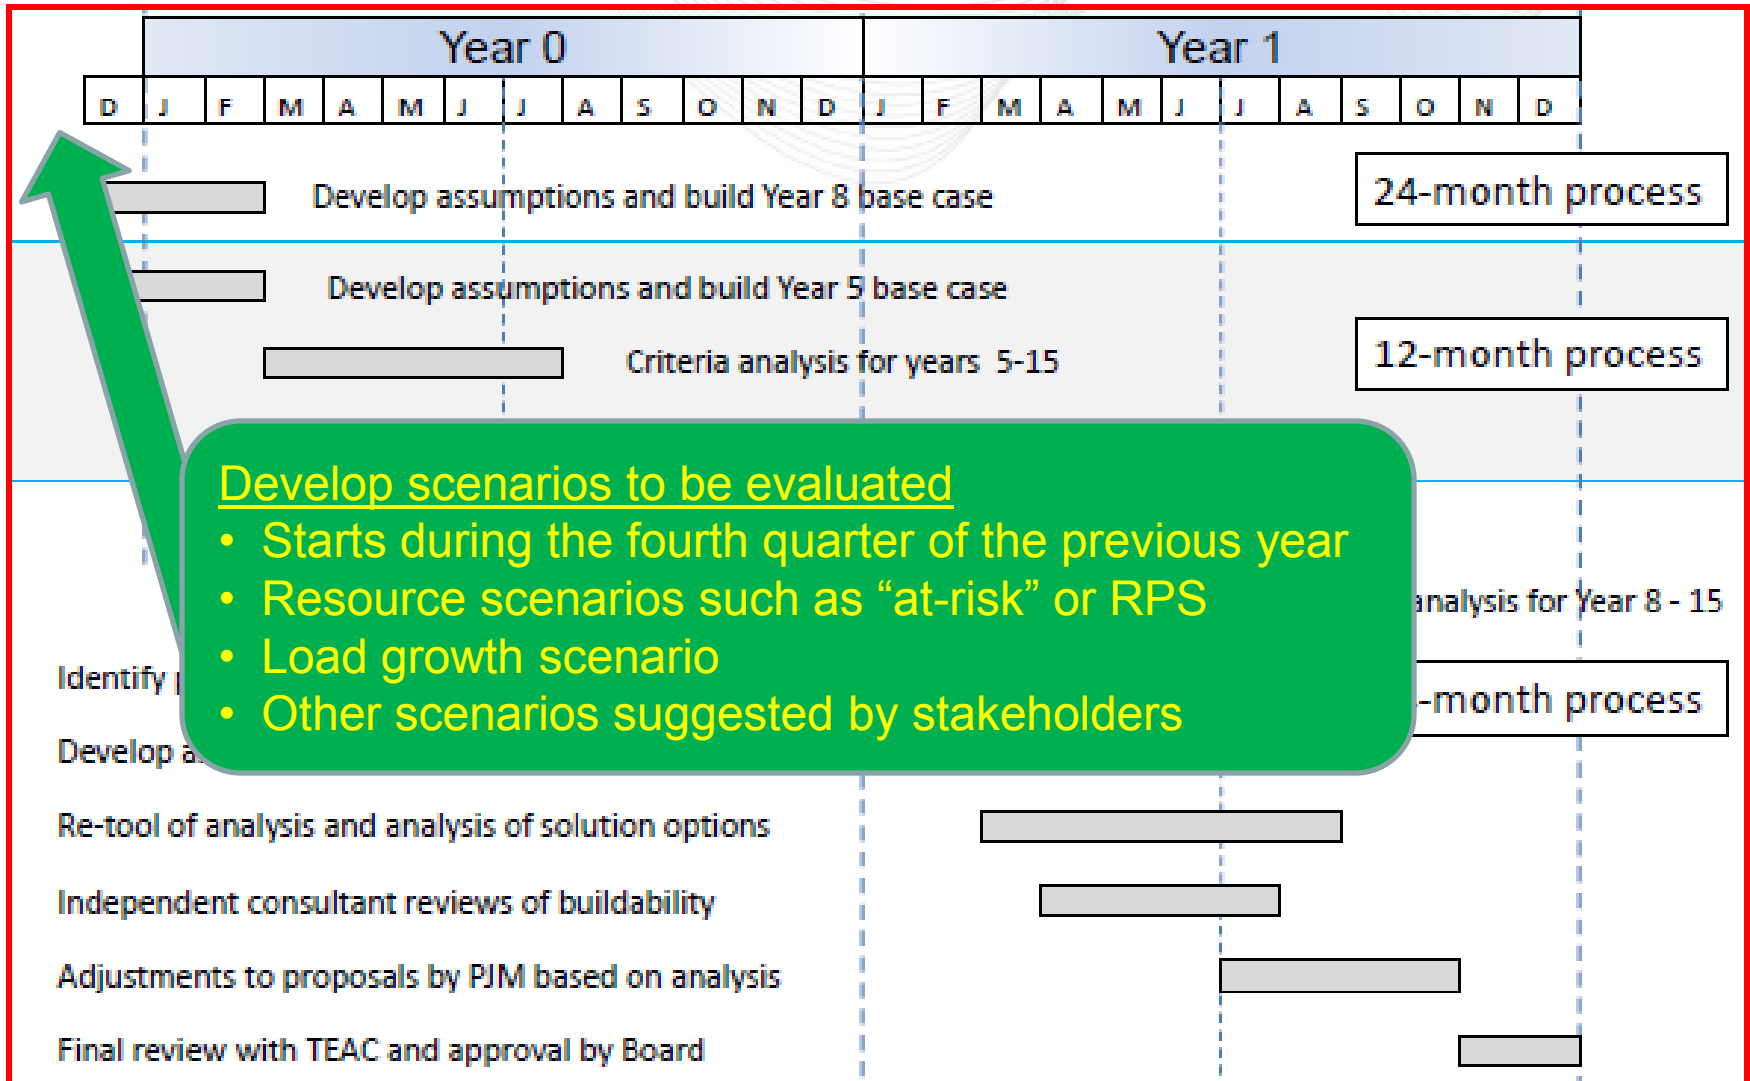 Year 0 Year 1
D J F M A M J J A S O N D J F M A M J J A S O N D
Develop assumptions and build Year 8 base case
24-month process
Develop assumptions and build Year 5 base case
Criteria analysis for years 5-15
12-month process
Develop scenarios to be evaluated
• Starts during the fourth quarter of the previous year
• Resource scenarios such as “at-risk” or RPS
• Load growth scenario
• Other scenarios suggested by stakeholders
analysis for Year 8 - 15
Identify
-month process
Develop
Re-tool of analysis and analysis of solution options
Independent consultant reviews of buildability
Adjustments to proposals by PJM based on analysis
Final review with TEAC and approval by Board